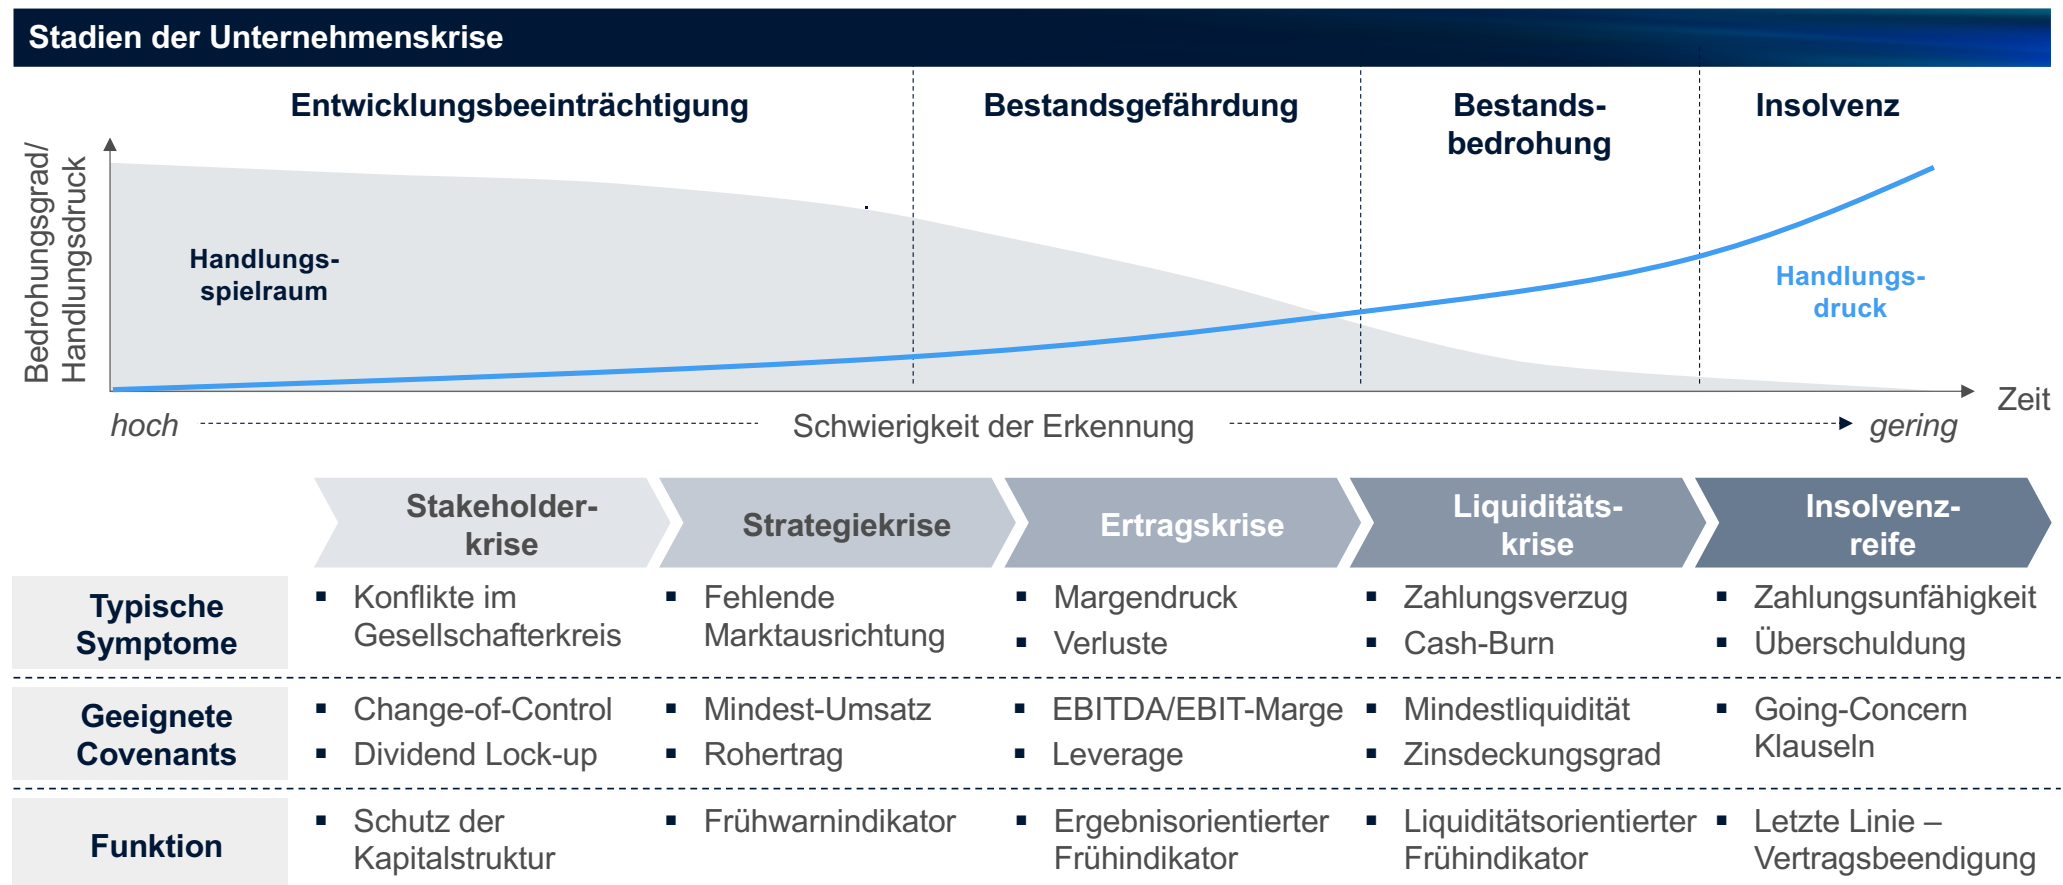 Stadien der Unternehmenskrise
Entwicklungsbeeinträchtigung
Bestandsgefährdung
Bestands-
bedrohung
Insolvenz
Bedrohungsgrad/
Handlungsdruck
Handlungs-
spielraum
Handlungs-
druck
Zeit
hoch
Schwierigkeit der Erkennung
gering
Stakeholder-
krise
Strategiekrise
Ertragskrise
Liquiditäts-
krise
Insolvenz-
reife
Typische
Symptome
▪ Konflikte im
Gesellschafterkreis
▪ Fehlende
Marktausrichtung
▪ Margendruck
▪ Verluste
▪ Zahlungsverzug
▪ Cash-Burn
▪ Zahlungsunfähigkeit
▪ Überschuldung
Geeignete
Covenants
▪ Change-of-Control
▪ Dividend Lock-up
▪ Mindest-Umsatz
▪ Rohertrag
▪ EBITDA/EBIT-Marge
▪ Leverage
▪ Mindestliquidität
▪ Zinsdeckungsgrad
▪ Going-Concern
Klauseln
Funktion
▪ Schutz der
Kapitalstruktur
▪ Frühwarnindikator
▪ Ergebnisorientierter
Frühindikator
▪ Liquiditätsorientierter
Frühindikator
▪ Letzte Linie –
Vertragsbeendigung